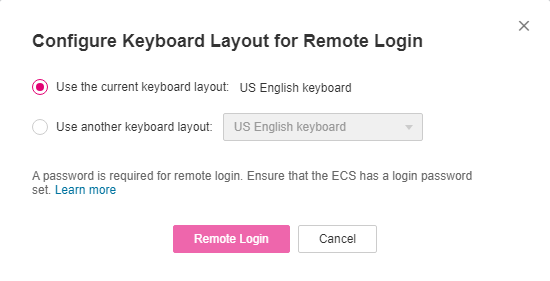 Configure Keyboard Layout for Remote Login
Use the current keyboard layout: US English keyboard
Use another keyboard layout: US English keyboard
A password is required for remote login. Ensure that the ECS has a login password
set. Learn more
Remote Login Cancel